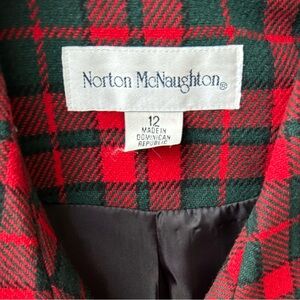 Norton McNaughton®
12
MADE IN
DOMINICAN
REPUBLIC